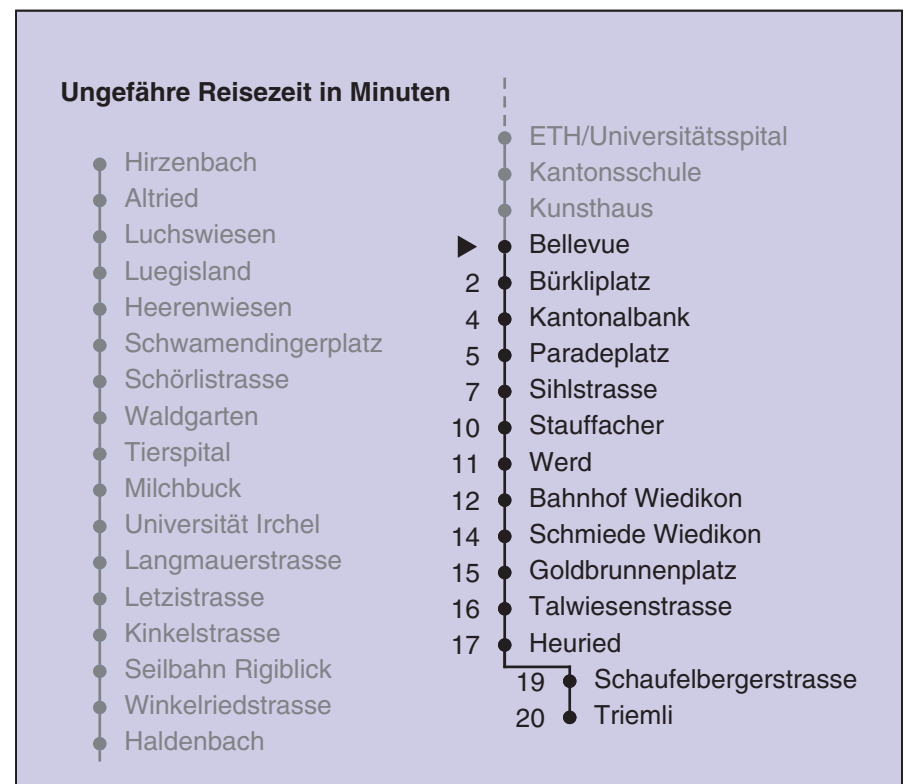 Ungefähre Reisezeit in Minuten
Hirzenbach
Altried
Luchswiesen
Luegisland
Heerenwiesen
Schwamendingerplatz
Schörlistrasse
Waldgarten
Tierspital
Milchbuck
Universität Irchel
Langmauerstrasse
Letzistrasse
Kinkelstrasse
Seilbahn Rigiblick
Winkelriedstrasse
Haldenbach
ETH/Universitätsspital
Kantonsschule
Kunsthaus
Bellevue
2 Bürkliplatz
4 Kantonalbank
5 Paradeplatz
7 Sihlstrasse
10 Stauffacher
11 Werd
12 Bahnhof Wiedikon
14 Schmiede Wiedikon
15 Goldbrunnenplatz
16 Talwiesenstrasse
17 Heuried
19 Schaufelbergerstrasse
20 Triemli